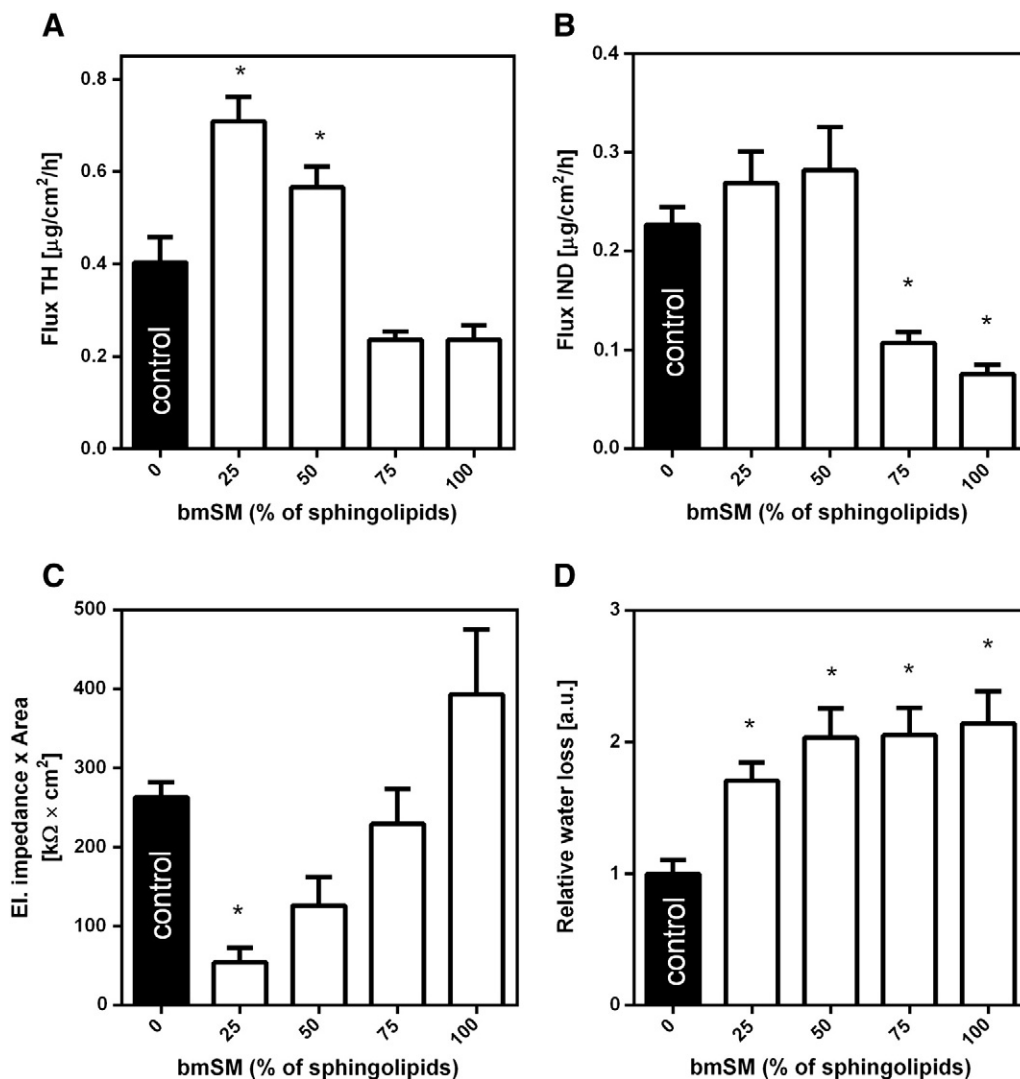 A
Flux TH [μg/cm²/h]
0.8
0.6
0.4
0.2
0.0
*
*
control
0
25
50
75
100
bmSM (% of sphingolipids)
B
Flux IND [μg/cm²/h]
0.4
0.3
0.2
0.1
0.0
*
*
control
0
25
50
75
100
bmSM (% of sphingolipids)
C
El. impedance x Area
[kΩ × cm²]
500
400
300
200
100
0
*
control
0
25
50
75
100
bmSM (% of sphingolipids)
D
Relative water loss [a.u.]
3
2
1
0
*
*
*
*
control
0
25
50
75
100
bmSM (% of sphingolipids)